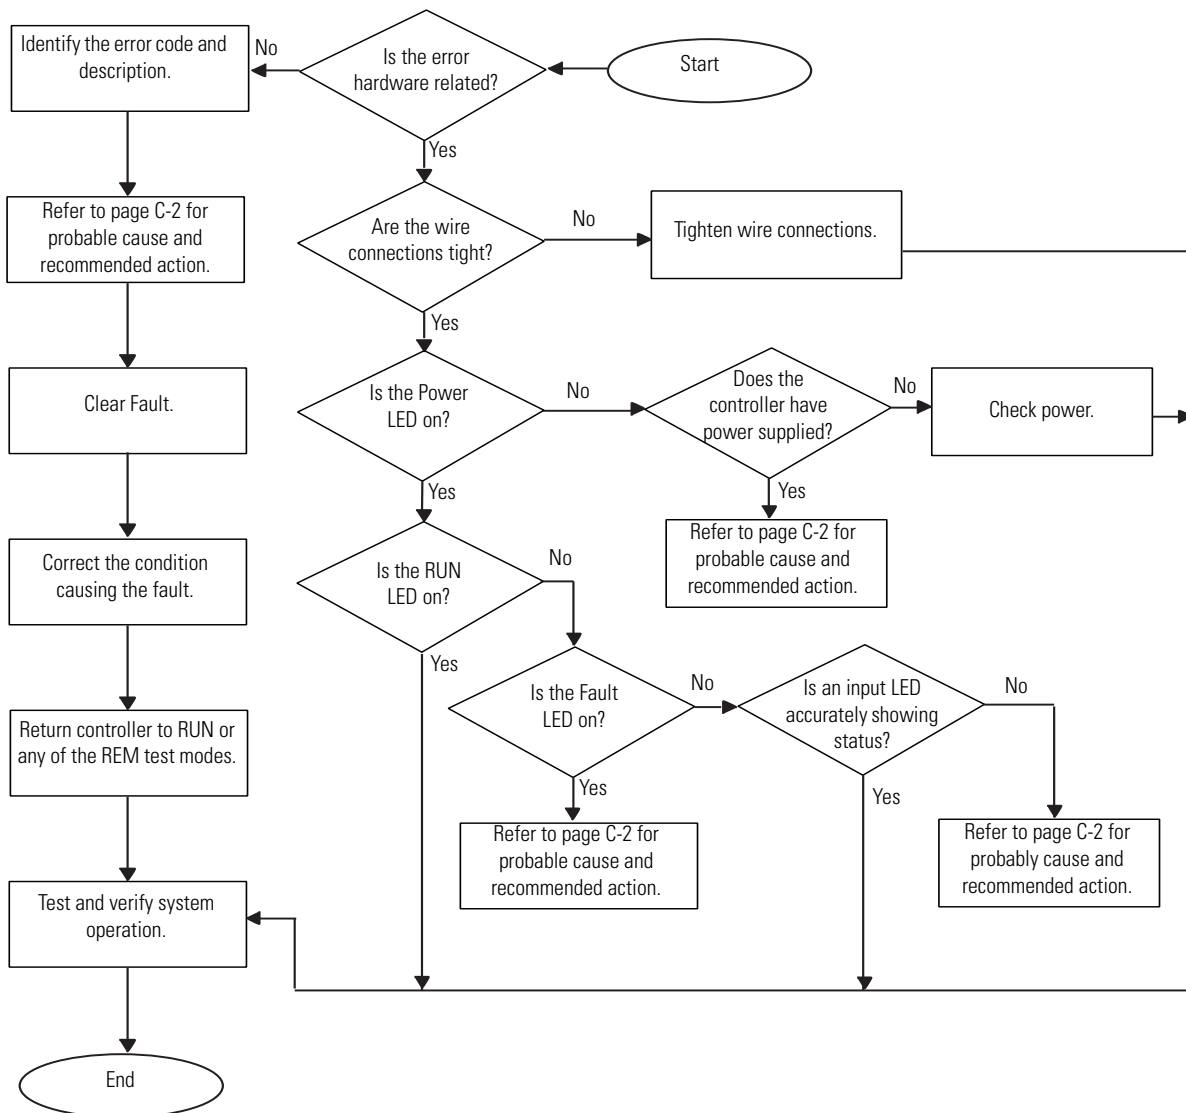 Start
Is the error
hardware related?
No
Identify the error code and
description.
Yes
Refer to page C-2 for
probable cause and
recommended action.
Are the wire
connections tight?
No
Tighten wire connections.
Yes
Clear Fault.
Is the Power
LED on?
No
Does the
controller have
power supplied?
No
Check power.
Yes
Yes
Refer to page C-2 for
probable cause and
recommended action.
Correct the condition
causing the fault.
Is the RUN
LED on?
No
Yes
Return controller to RUN or
any of the REM test modes.
Is the Fault
LED on?
No
Is an input LED
accurately showing
status?
No
Yes
Yes
Refer to page C-2 for
probable cause and
recommended action.
Refer to page C-2 for
probably cause and
recommended action.
Test and verify system
operation.
End